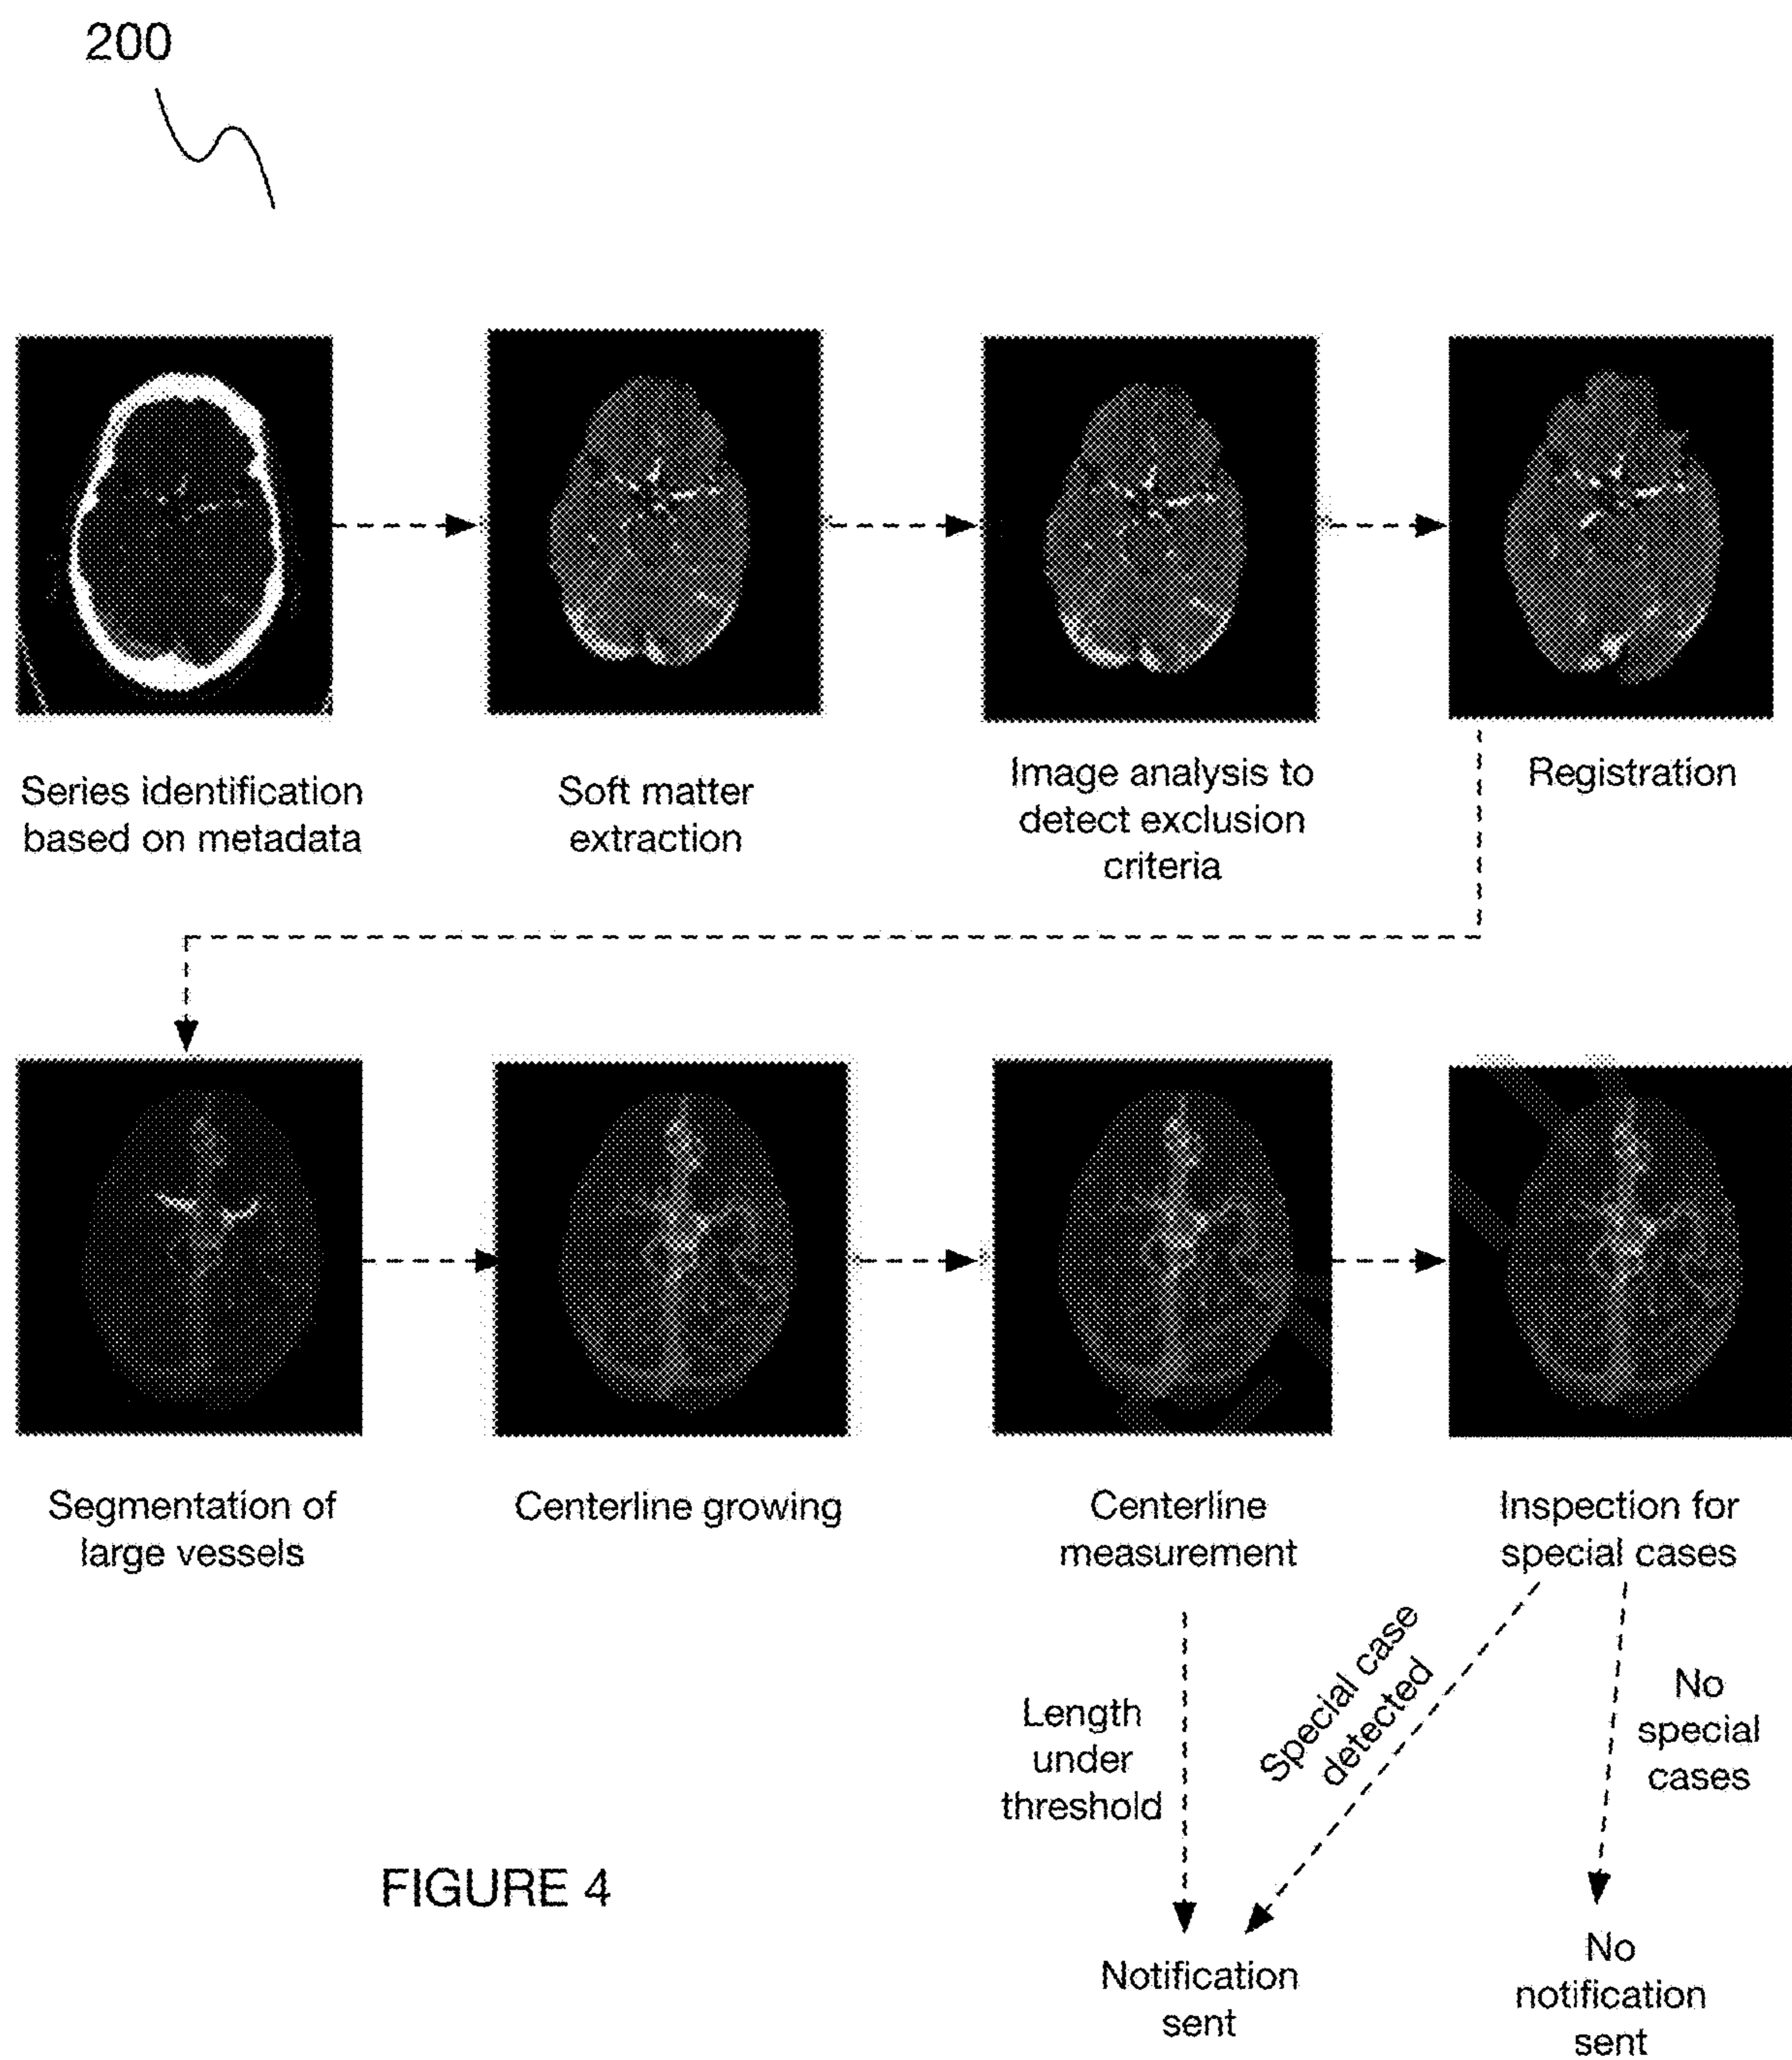 200
Series identification
based on metadata
Soft matter
extraction
Image analysis to
detect exclusion
criteria
Registration
Segmentation of
large vessels
Centerline growing
Centerline
measurement
Inspection for
special cases
Length
under
threshold
Special case
detected
No
special
cases
FIGURE 4
Notification
sent
No
notification
sent